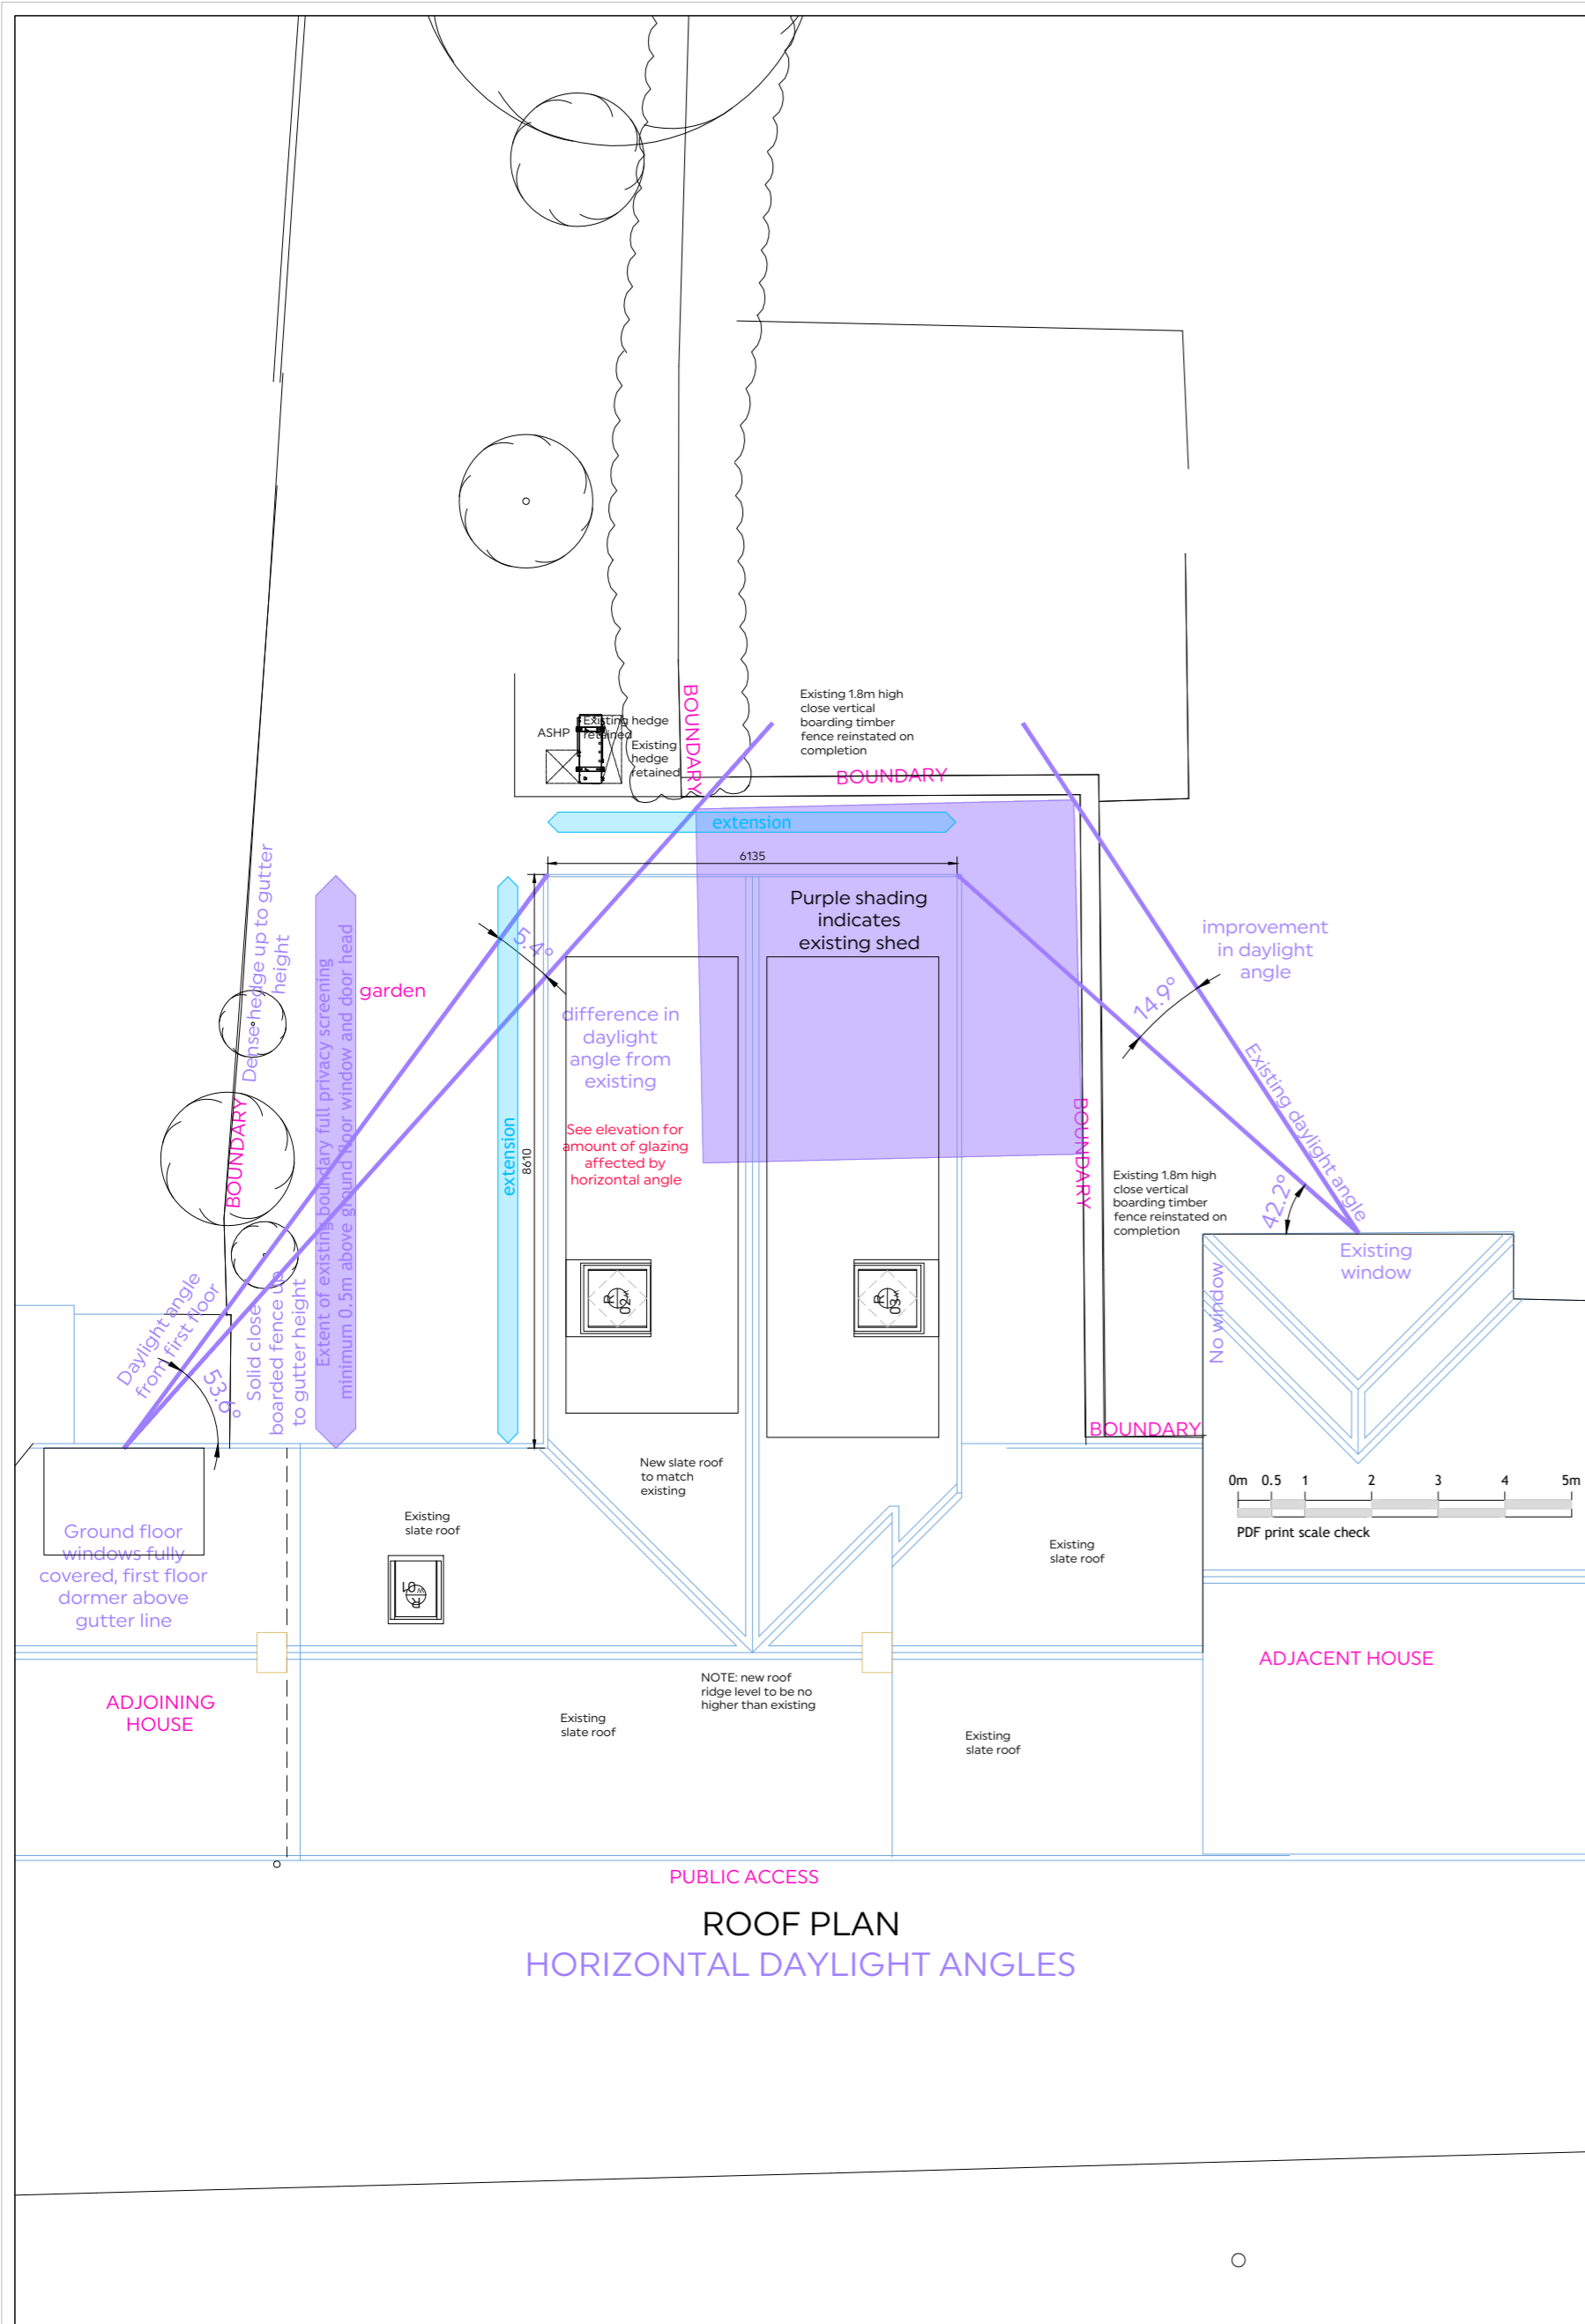 Existing 1.8m high
close vertical
boarding timber
fence reinstated on
completion
BOUNDARY
ASHP
Existing hedge
retained
Existing
hedge
retained
BOUNDARY
extension
6135
Purple shading
indicates
existing shed
Dense hedge up to gutter
height
improvement
in daylight
angle
5.4°
garden
14.9°
difference in
daylight
angle from
existing
Extent of existing boundary full privacy screening
minimum 0.5m above ground floor window and door head
extension
8610
See elevation for
amount of glazing
affected by
horizontal angle
BOUNDARY
BOUNDARY
Existing daylight angle
Existing 1.8m high
close vertical
boarding timber
fence reinstated on
completion
42.2°
Existing
window
No window
Daylight angle
from first floor
53.6°
Solid close
boarded fence up
to gutter height
R
02w
R
03w
BOUNDARY
New slate roof
to match
existing
0m 0.5 1 2 3 4 5m
PDF print scale check
Existing
slate roof
Ground floor
windows fully
covered, first floor
dormer above
gutter line
Existing
slate roof
R
01w
ADJACENT HOUSE
NOTE: new roof
ridge level to be no
higher than existing
ADJOINING
HOUSE
Existing
slate roof
Existing
slate roof
PUBLIC ACCESS
ROOF PLAN
HORIZONTAL DAYLIGHT ANGLES